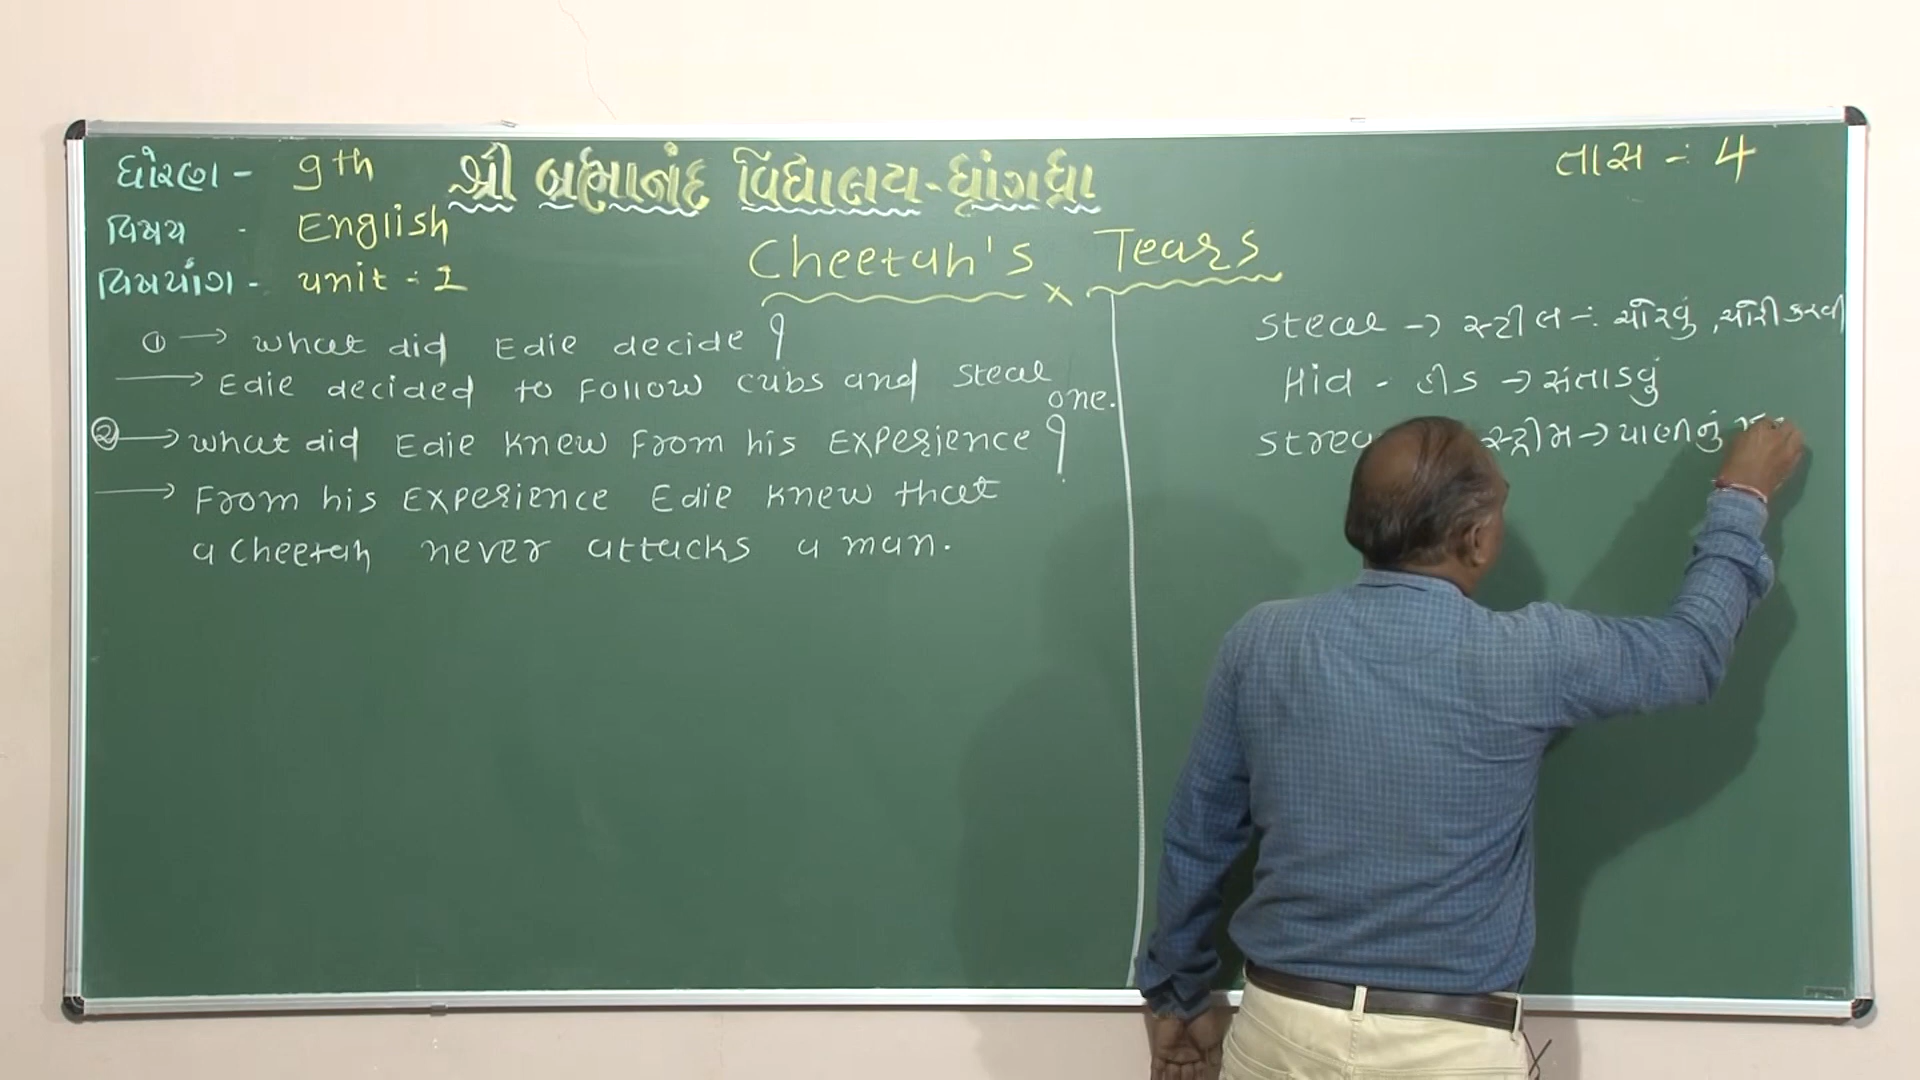 ધોરણ - 9th
શ્રી બ્રહ્માનંદ વિદ્યાલય - ધ્રાંગધ્રા
તાસ -: 4
વિષય - English
વિષયાંગ - unit :- 1
Cheetah's x Tears
① → What did Edie decide ?
→ Edie decided to Follow cubs and steal one.
② → What did Edie knew From his Experience ?
→ From his Experience Edie knew that
a cheetah never attacks a man.
Steal → સ્ટીલ -: ચોરવું, ચોરી કરવી
Hid - હીડ → સંતાડવું
સ્ટ્રીમ → પાણીનું